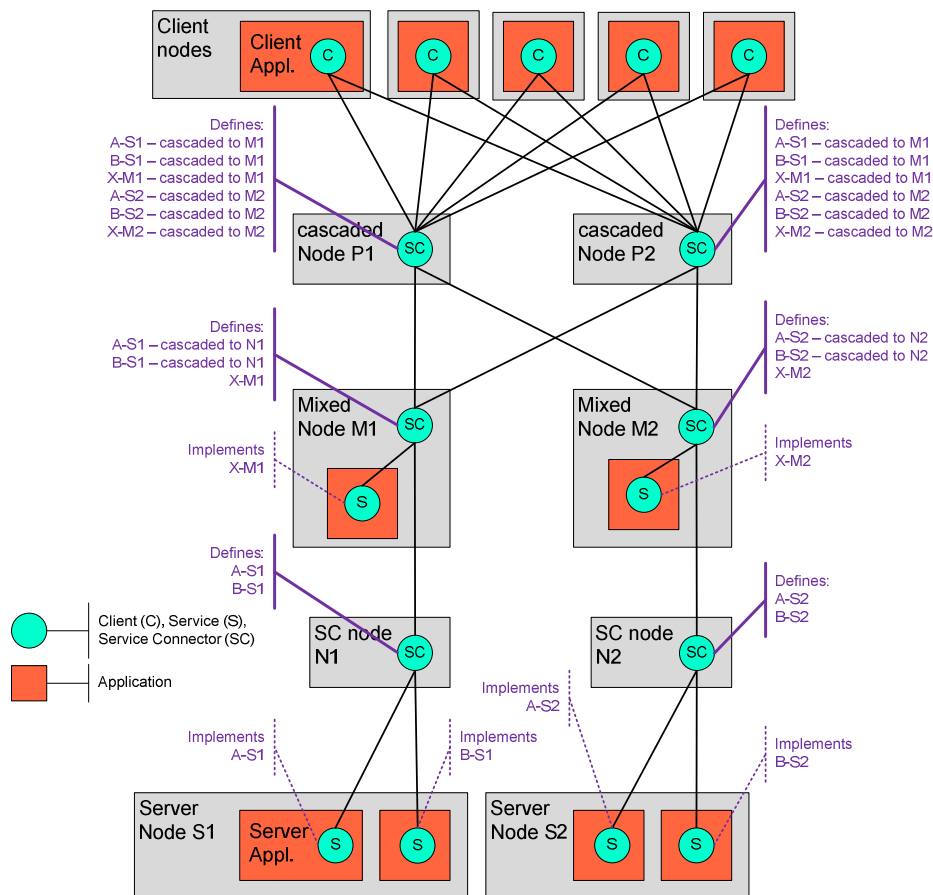 Client
nodes
Client
Appl.
C
C
C
C
C
Defines:
A-S1 – cascaded to M1
B-S1 – cascaded to M1
X-M1 – cascaded to M1
A-S2 – cascaded to M2
B-S2 – cascaded to M2
X-M2 – cascaded to M2
Defines:
A-S1 – cascaded to M1
B-S1 – cascaded to M1
X-M1 – cascaded to M1
A-S2 – cascaded to M2
B-S2 – cascaded to M2
X-M2 – cascaded to M2
cascaded
Node P1
SC
cascaded
Node P2
SC
Defines:
A-S1 – cascaded to N1
B-S1 – cascaded to N1
X-M1
Defines:
A-S2 – cascaded to N2
B-S2 – cascaded to N2
X-M2
Mixed
Node M1
SC
Mixed
Node M2
SC
Implements
X-M1
S
Implements
X-M2
S
Defines:
A-S1
B-S1
Defines:
A-S2
B-S2
Client (C), Service (S),
Service Connector (SC)
Application
SC node
N1
SC
SC node
N2
SC
Implements
A-S1
Implements
B-S1
Implements
A-S2
Implements
B-S2
Server
Node S1
Server
Appl.
S
S
Server
Node S2
S
S